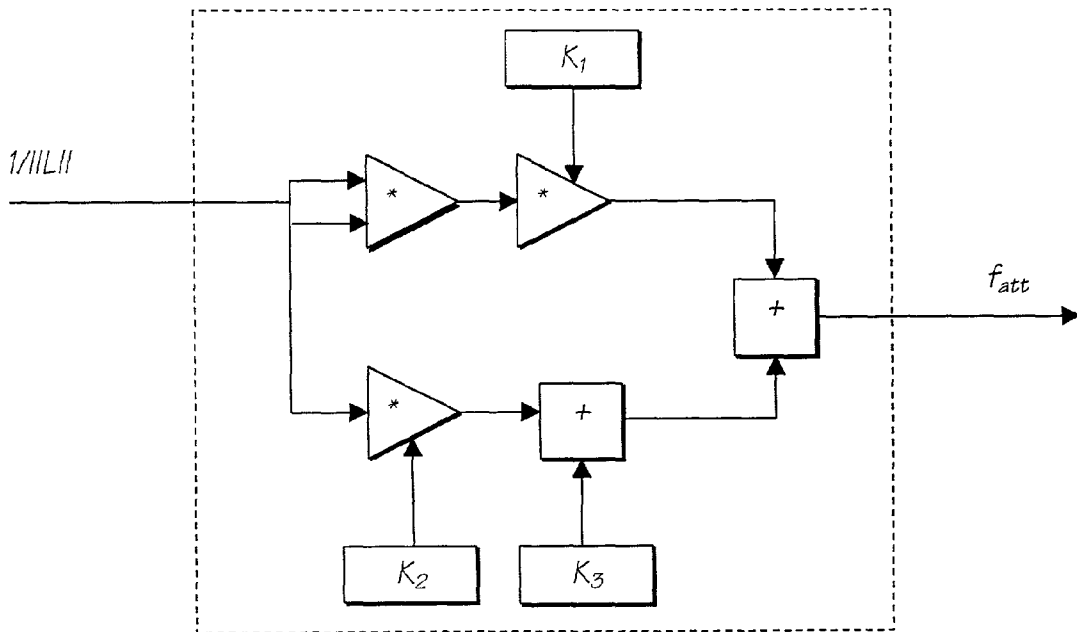 K₁
1/||L||
*
*
f_att
+
*
+
K₂
K₃